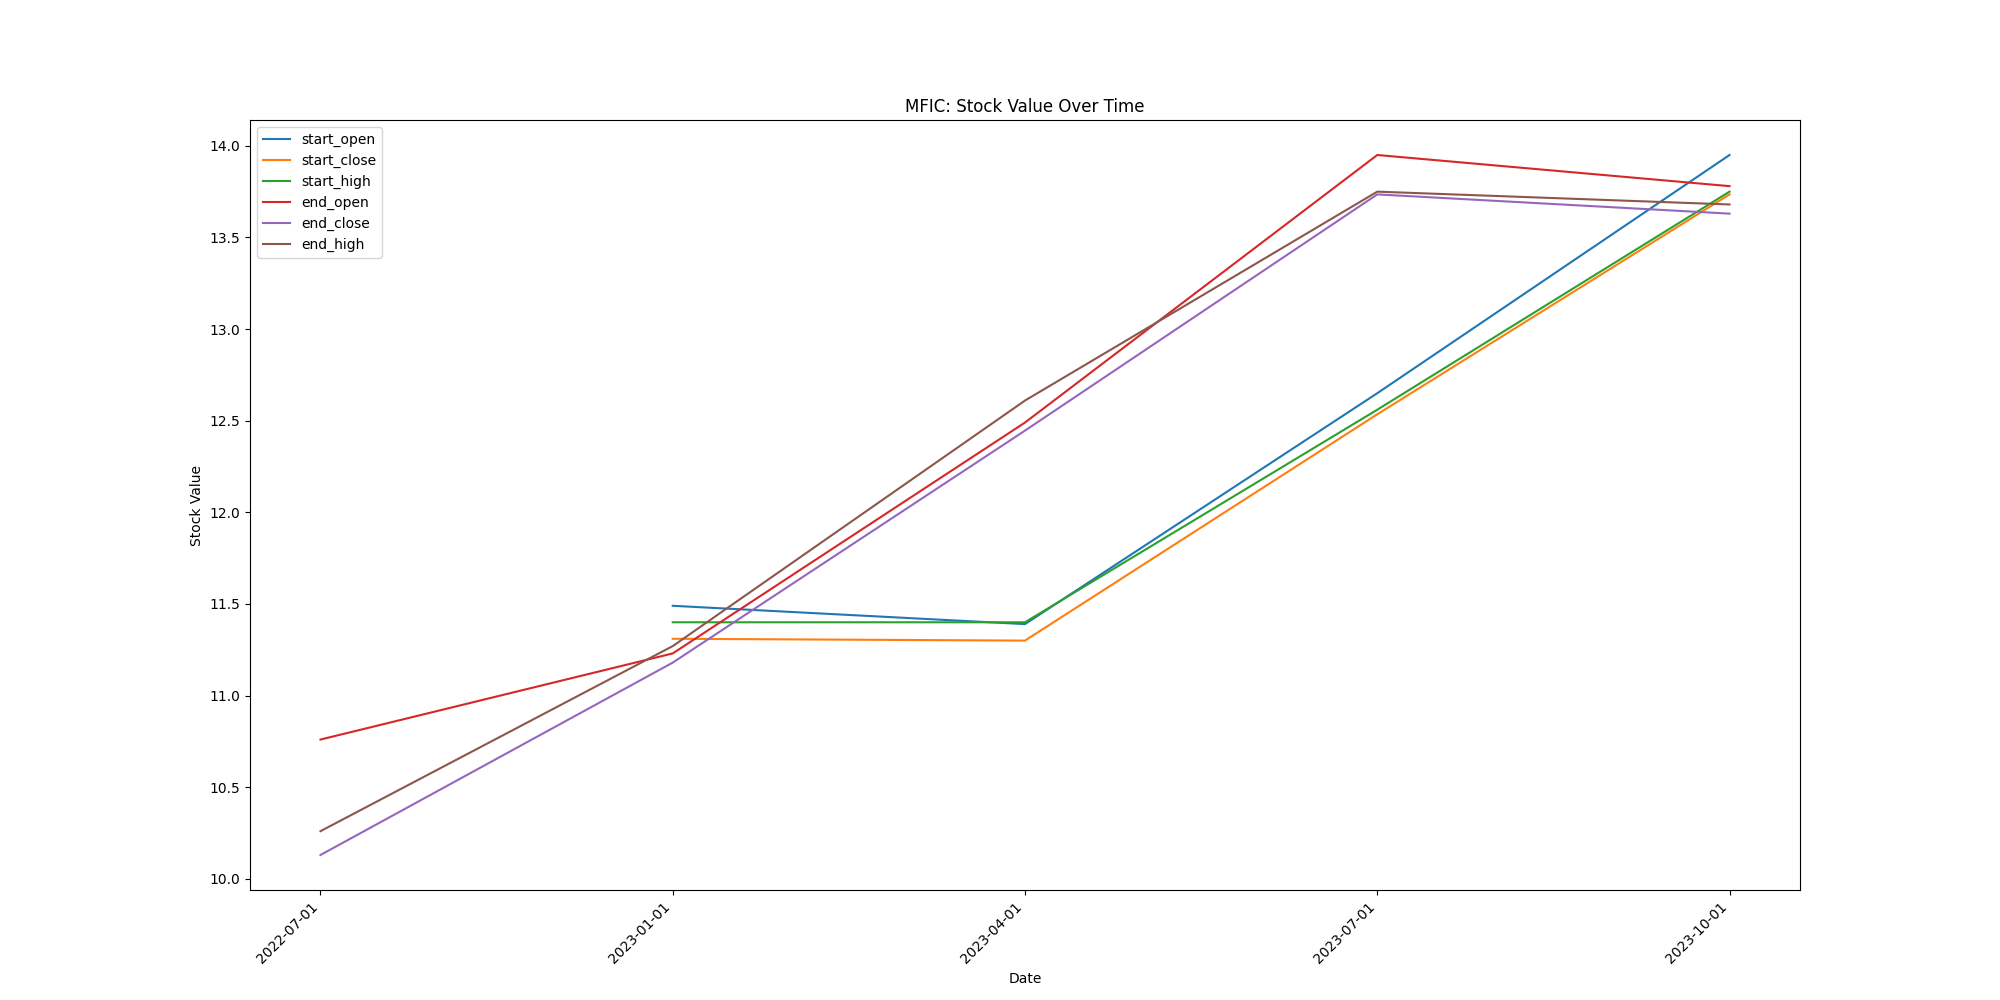 MFIC: Stock Value Over Time
start_open
start_close
start_high
end_open
end_close
end_high
14.0
13.5
13.0
12.5
12.0
11.5
11.0
10.5
10.0
Stock Value
2022-07-01
2023-01-01
2023-04-01
2023-07-01
2023-10-01
Date